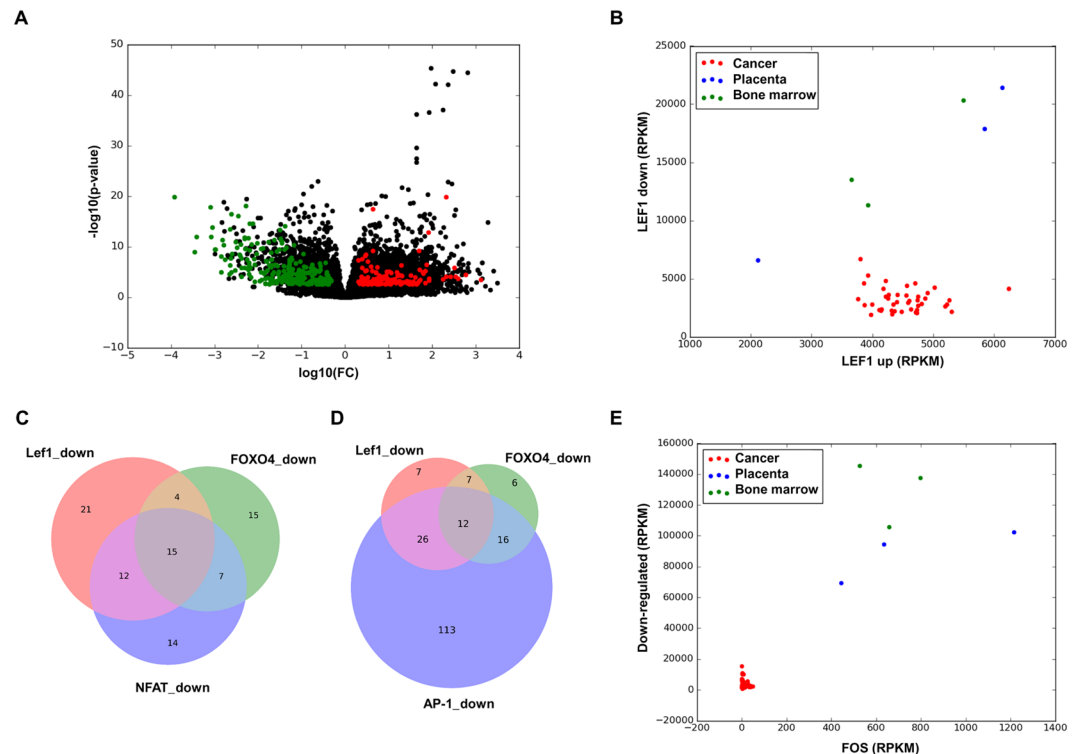 A
50
40
30
20
10
0
−10
−5
−4
−3
−2
−1
0
1
2
3
4
-log10(p-value)
log10(FC)
B
25000
20000
15000
10000
5000
0
1000
2000
3000
4000
5000
6000
7000
Cancer
Placenta
Bone marrow
LEF1 down (RPKM)
LEF1 up (RPKM)
C
Lef1_down
FOXO4_down
21
4
15
15
12
7
14
NFAT_down
D
Lef1_down
FOXO4_down
7
7
6
12
26
16
113
AP-1_down
E
160000
140000
120000
100000
80000
60000
40000
20000
0
−20000
−200
0
200
400
600
800
1000
1200
1400
Cancer
Placenta
Bone marrow
Down-regulated (RPKM)
FOS (RPKM)